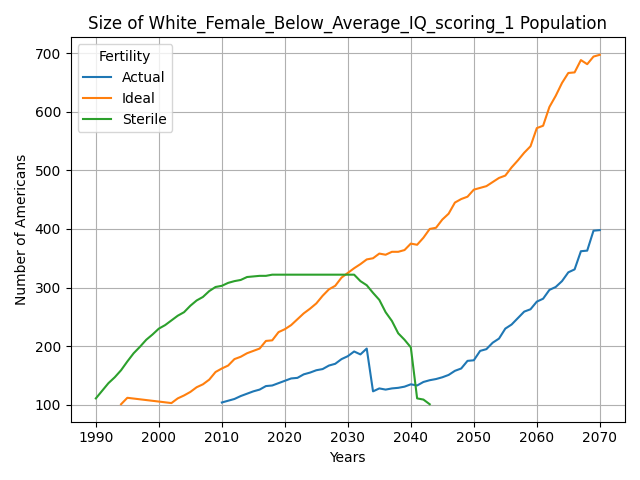 Size of White_Female_Below_Average_IQ_scoring_1 Population
Fertility
Actual
Ideal
Sterile
Number of Americans
700
600
500
400
300
200
100
1990 2000 2010 2020 2030 2040 2050 2060 2070
Years